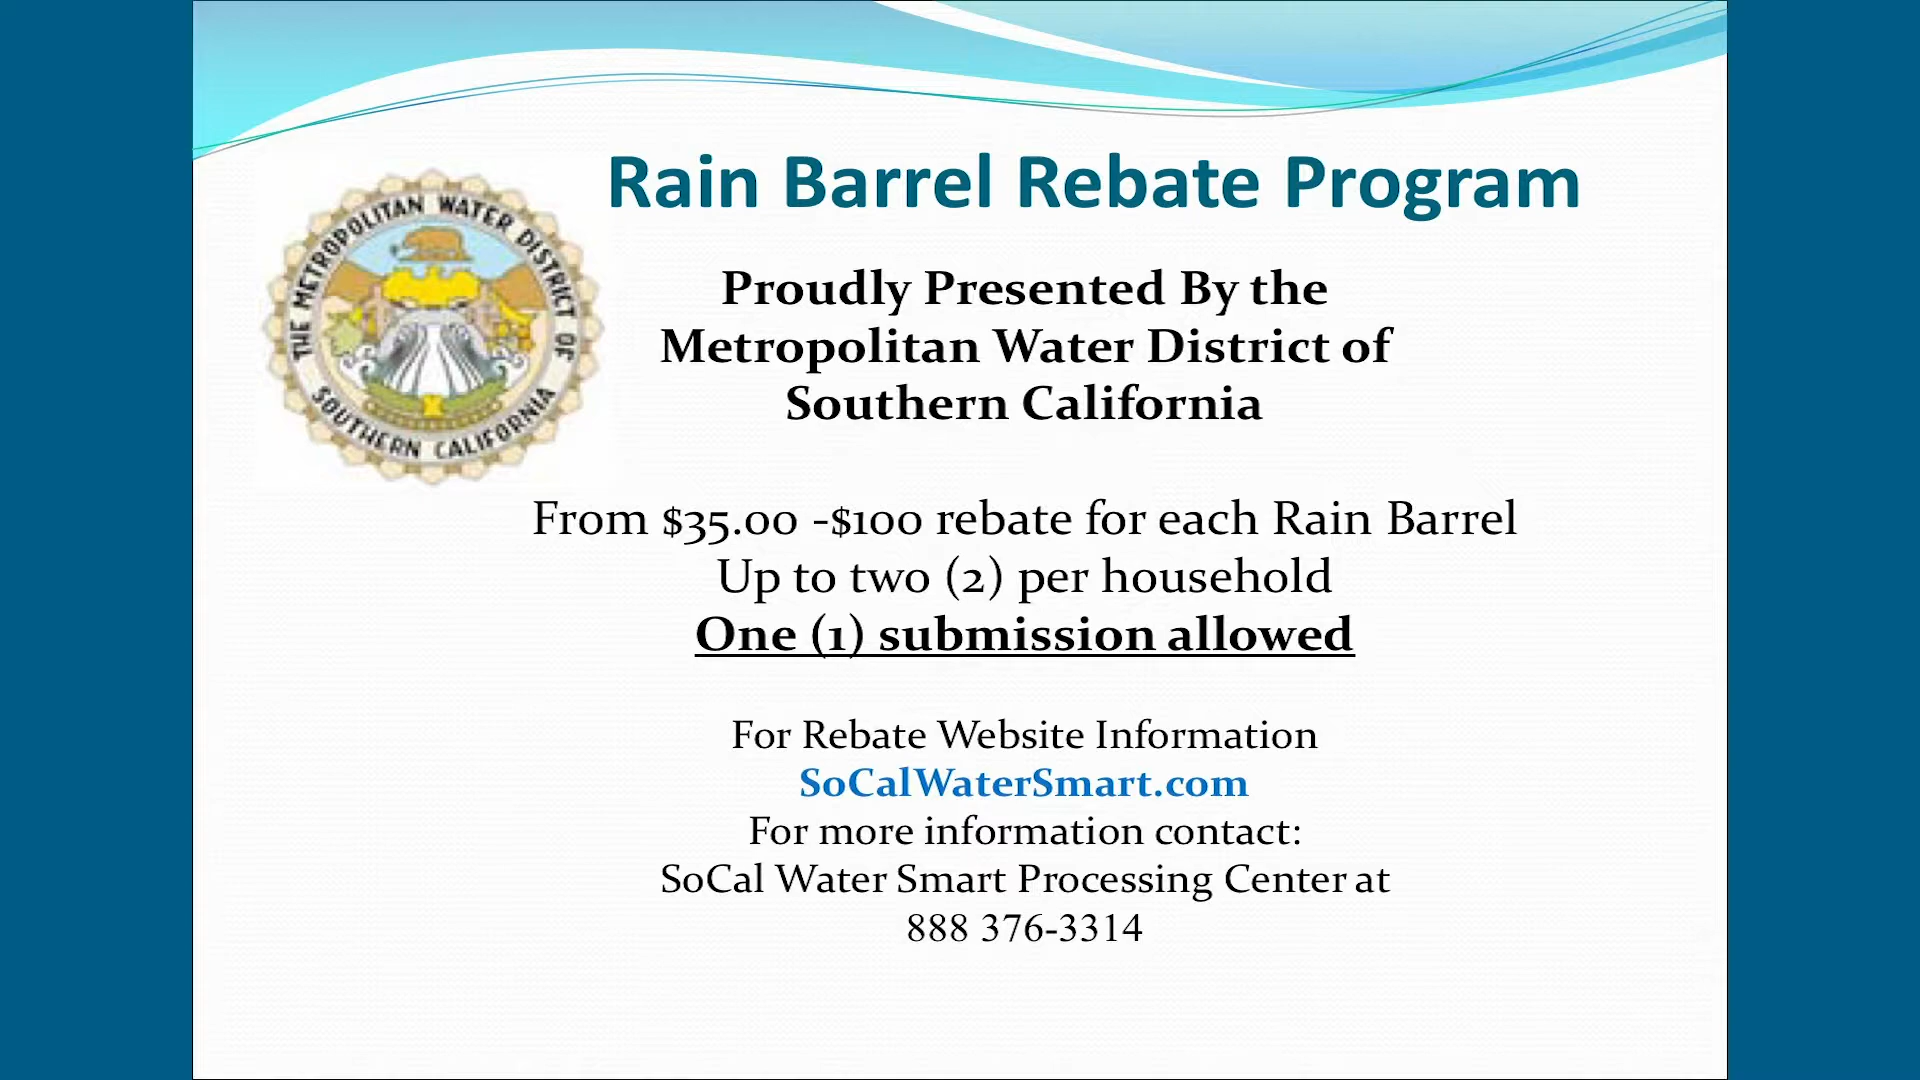 Rain Barrel Rebate Program
THE METROPOLITAN WATER DISTRICT OF
SOUTHERN CALIFORNIA
Proudly Presented By the
Metropolitan Water District of
Southern California
From $35.00 -$100 rebate for each Rain Barrel
Up to two (2) per household
One (1) submission allowed
For Rebate Website Information
SoCalWaterSmart.com
For more information contact:
SoCal Water Smart Processing Center at
888 376-3314